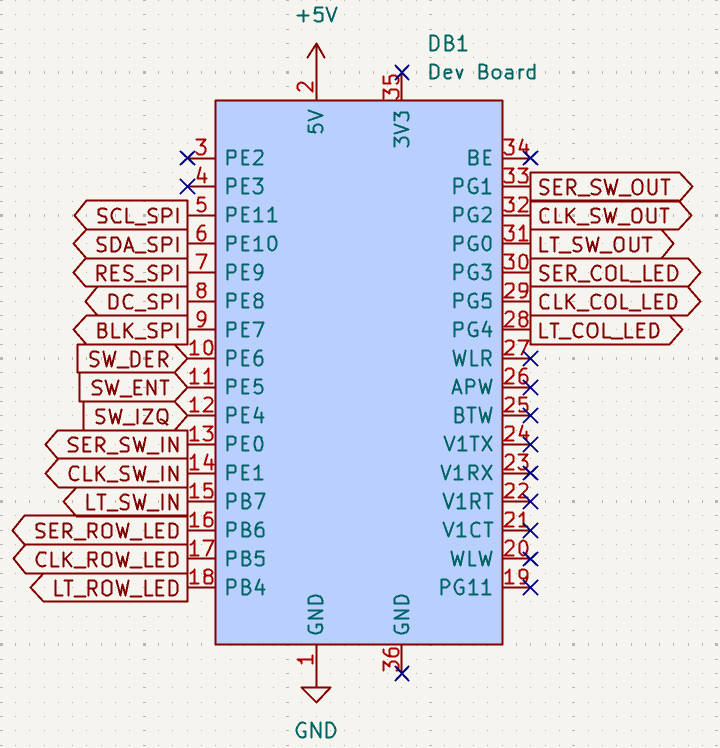 +5V
DB1
Dev Board
2
35
5V
3V3
3 PE2 BE 34
4 PE3 PG1 33 SER_SW_OUT
SCL_SPI 5 PE11 PG2 32 CLK_SW_OUT
SDA_SPI 6 PE10 PG0 31 LT_SW_OUT
RES_SPI 7 PE9 PG3 30 SER_COL_LED
DC_SPI 8 PE8 PG5 29 CLK_COL_LED
BLK_SPI 9 PE7 PG4 28 LT_COL_LED
SW_DER 10 PE6 WLR 27
SW_ENT 11 PE5 APW 26
SW_IZQ 12 PE4 BTW 25
SER_SW_IN 13 PE0 V1TX 24
CLK_SW_IN 14 PE1 V1RX 23
LT_SW_IN 15 PB7 V1RT 22
SER_ROW_LED 16 PB6 V1CT 21
CLK_ROW_LED 17 PB5 WLW 20
LT_ROW_LED 18 PB4 PG11 19
GND
GND
1
36
GND